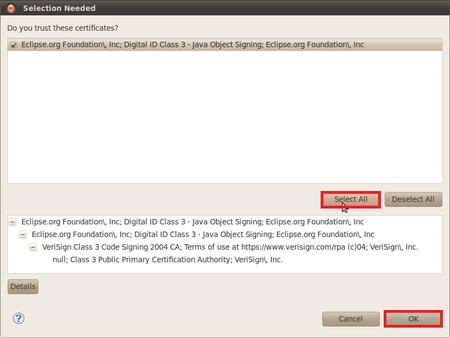 Selection Needed
Do you trust these certificates?
Eclipse.org Foundation\, Inc; Digital ID Class 3 - Java Object Signing; Eclipse.org Foundation\, Inc
Select All
Deselect All
Eclipse.org Foundation\, Inc; Digital ID Class 3 - Java Object Signing; Eclipse.org Foundation\, Inc
Eclipse.org Foundation\, Inc; Digital ID Class 3 - Java Object Signing; Eclipse.org Foundation\, Inc
VeriSign Class 3 Code Signing 2004 CA; Terms of use at https://www.verisign.com/rpa (c)04; VeriSign\, Inc.
null; Class 3 Public Primary Certification Authority; VeriSign\, Inc.
Details
?
Cancel
OK